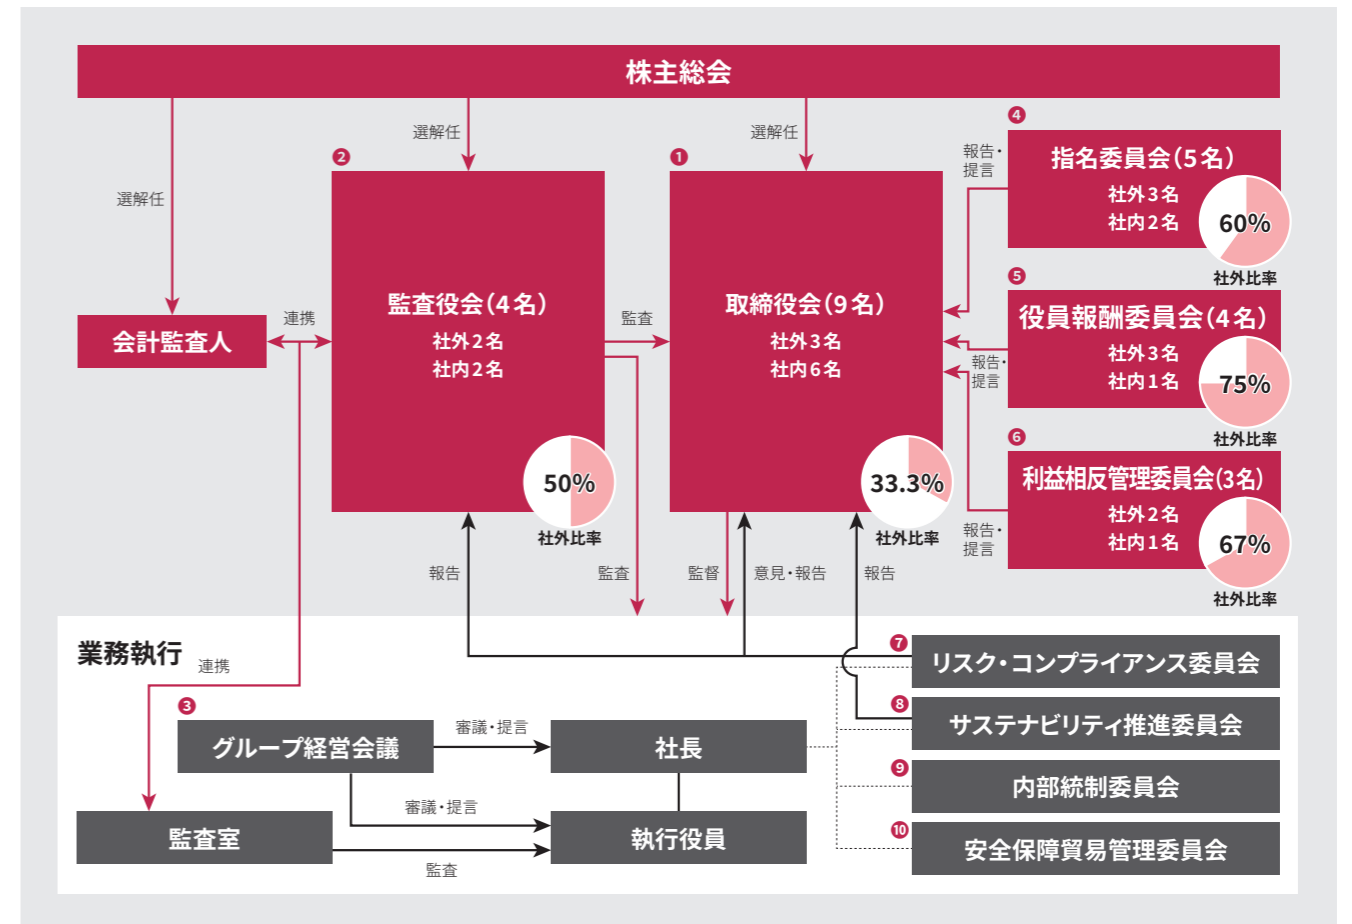 株主総会
選解任
選解任
選解任
❷
監査役会（4名）
社外2名
社内2名
50%
社外比率
❶
取締役会（9名）
社外3名
社内6名
33.3%
社外比率
❹
指名委員会（5名）
社外3名
社内2名
60%
社外比率
報告・
提言
❺
役員報酬委員会（4名）
社外3名
社内1名
75%
社外比率
報告・
提言
❻
利益相反管理委員会（3名）
社外2名
社内1名
67%
社外比率
報告・
提言
会計監査人
連携
監査
報告
監査
監督
意見・報告
報告
業務執行
連携
❸
グループ経営会議
審議・提言
社長
審議・提言
監査室
監査
執行役員
❼
リスク・コンプライアンス委員会
❽
サステナビリティ推進委員会
❾
内部統制委員会
❿
安全保障貿易管理委員会